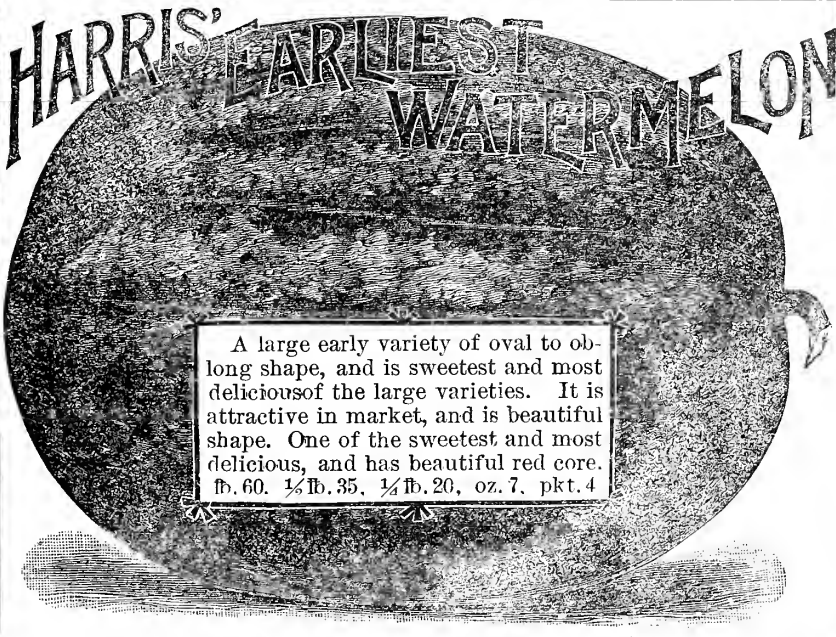 HARRIS' EARLIEST
WATERMELON
A large early variety of oval to ob-
long shape, and is sweetest and most
deliciousof the large varieties. It is
attractive in market, and is beautiful
shape. One of the sweetest and most
delicious, and has beautiful red core.
lb. 60. ½ lb. 35, ¼ lb. 20, oz. 7, pkt. 4